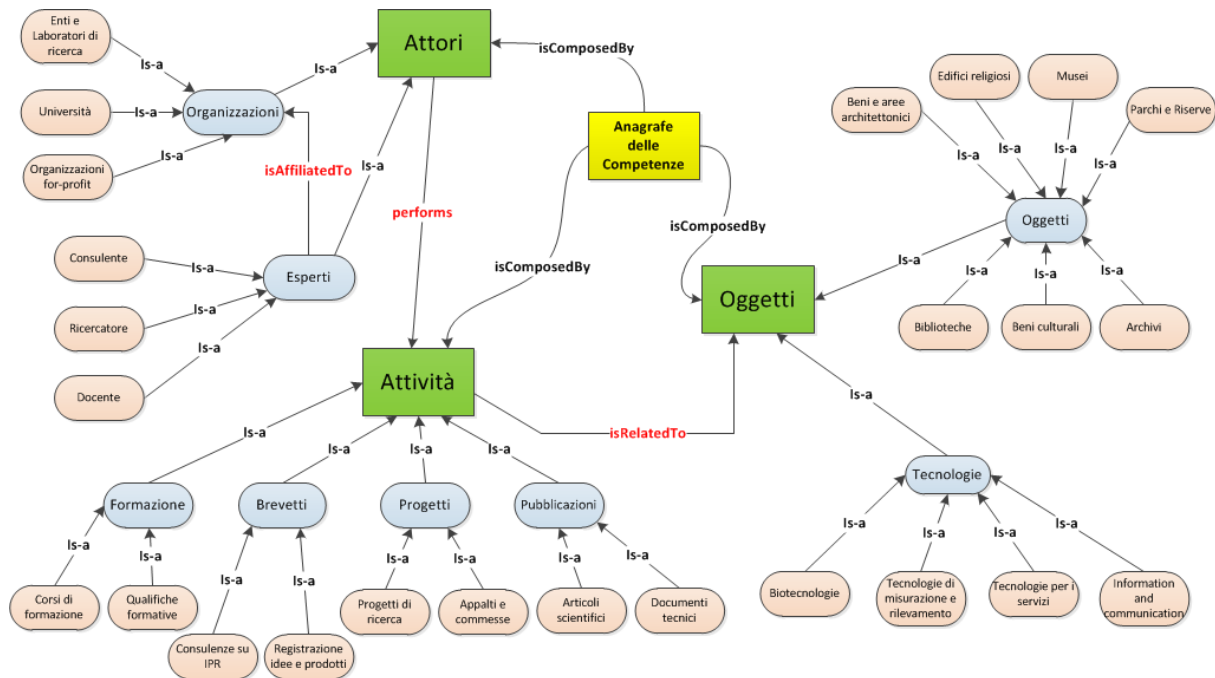 Enti e
Laboratori di
ricerca
Attori
isComposedBy
Edifici religiosi
Musei
Is-a
Is-a
Beni e aree
architettonici
Parchi e Riserve
Università
Is-a
Organizzazioni
Anagrafe
delle
Competenze
Is-a
Is-a
Is-a
Is-a
Organizzazioni
for-profit
Is-a
isAffiliatedTo
Is-a
performs
isComposedBy
Oggetti
Consulente
Is-a
Esperti
isComposedBy
Is-a
Is-a
Is-a
Is-a
Oggetti
Ricercatore
Is-a
Biblioteche
Beni culturali
Archivi
Is-a
Docente
Attività
Is-a
isRelatedTo
Is-a
Is-a
Is-a
Is-a
Formazione
Brevetti
Progetti
Pubblicazioni
Tecnologie
Is-a
Is-a
Is-a
Is-a
Is-a
Is-a
Is-a
Is-a
Is-a
Is-a
Is-a
Is-a
Corsi di
formazione
Qualifiche
formative
Progetti di
ricerca
Appalti e
commesse
Articoli
scientifici
Documenti
tecnici
Biotecnologie
Tecnologie di
misurazione e
rilevamento
Tecnologie per i
servizi
Information
and
communication
Consulenze su
IPR
Registrazione
idee e prodotti